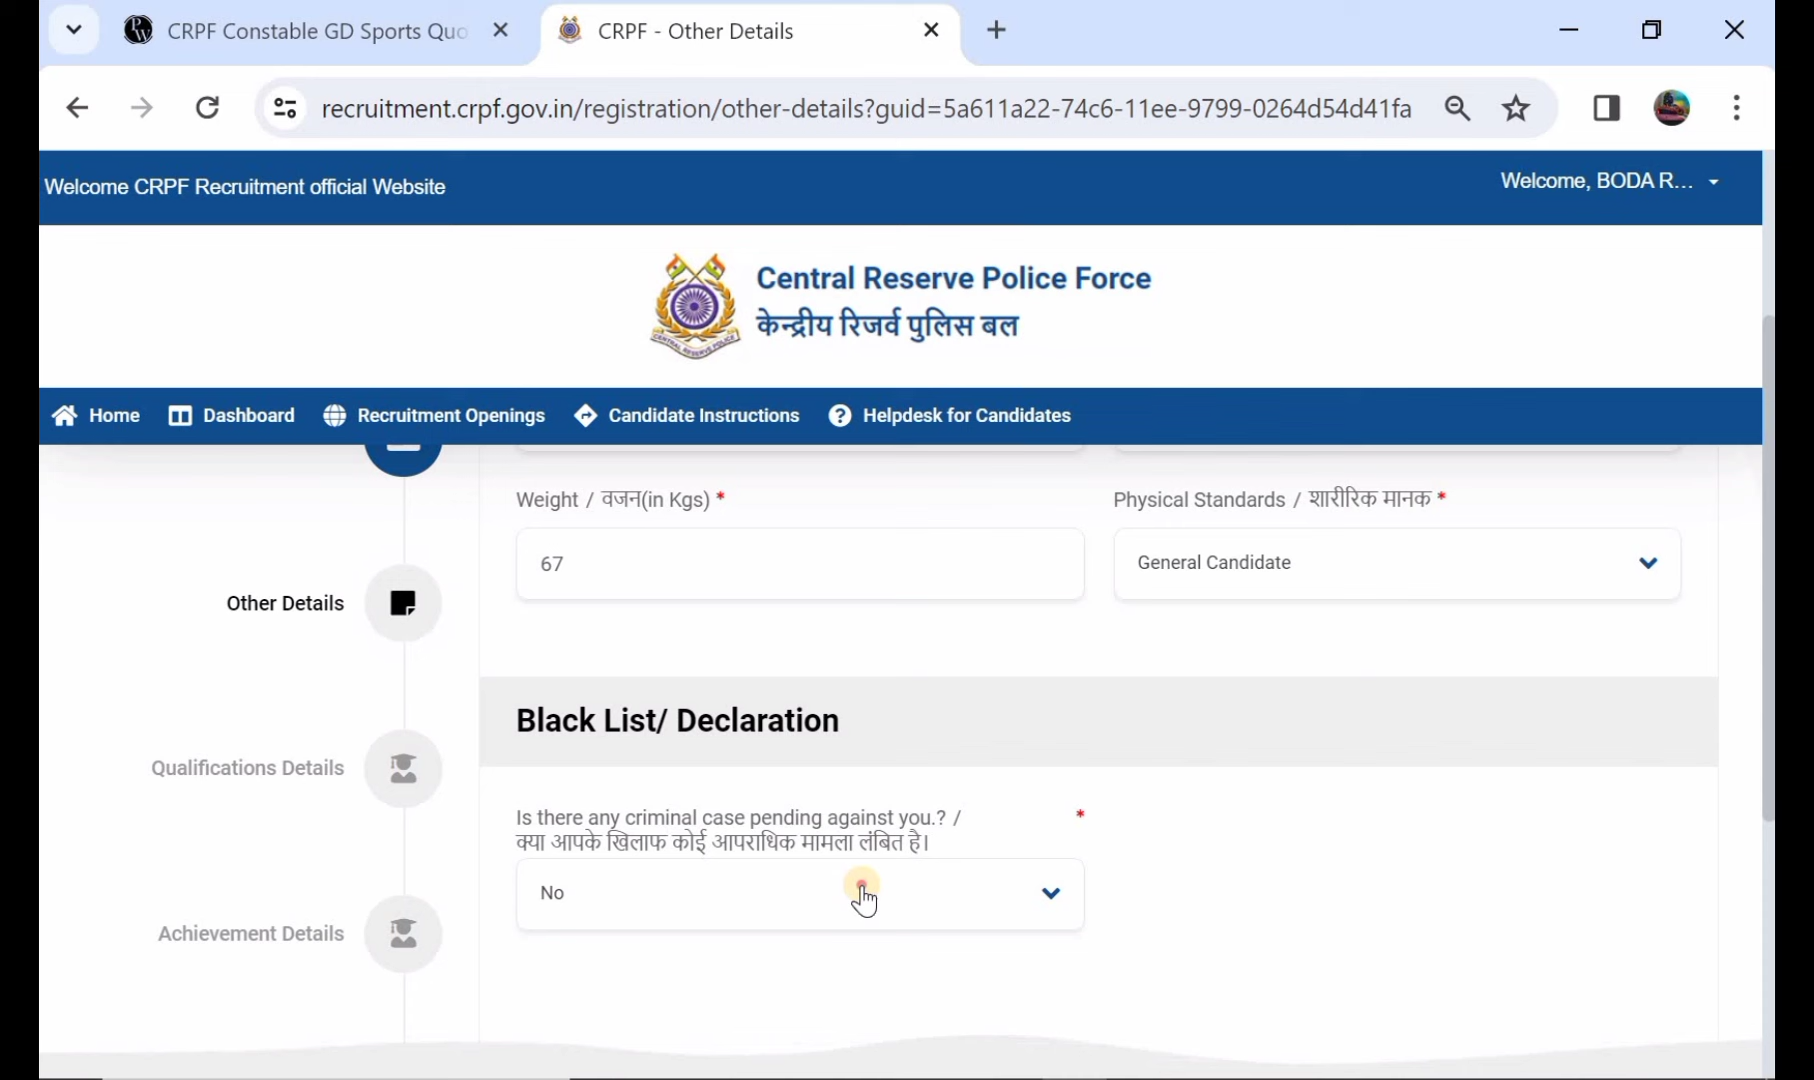 CRPF Constable GD Sports Quo
CRPF - Other Details
recruitment.crpf.gov.in/registration/other-details?guid=5a611a22-74c6-11ee-9799-0264d54d41fa
Welcome CRPF Recruitment official Website
Welcome, BODA R...
Central Reserve Police Force
केन्द्रीय रिजर्व पुलिस बल
CENTRAL RESERVE POLICE
Home
Dashboard
Recruitment Openings
Candidate Instructions
Helpdesk for Candidates
Weight / वजन(in Kgs) *
Physical Standards / शारीरिक मानक *
67
General Candidate
Other Details
Black List/ Declaration
Qualifications Details
Is there any criminal case pending against you.? / *
क्या आपके खिलाफ कोई आपराधिक मामला लंबित है।
No
Achievement Details